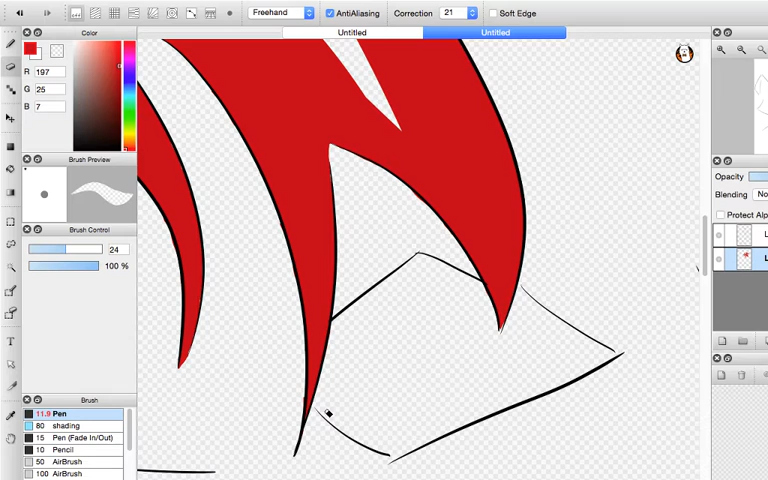 Freehand AntiAliasing Correction 21 Soft Edge
Untitled Untitled
Color
R 197
G 25
B 7
Brush Preview
Brush Control
24
100 %
Brush
11.9 Pen
80 shading
15 Pen (Fade In/Out)
10 Pencil
50 AirBrush
100 AirBrush
T
Opacity
Blending No
Protect Alp
L
L